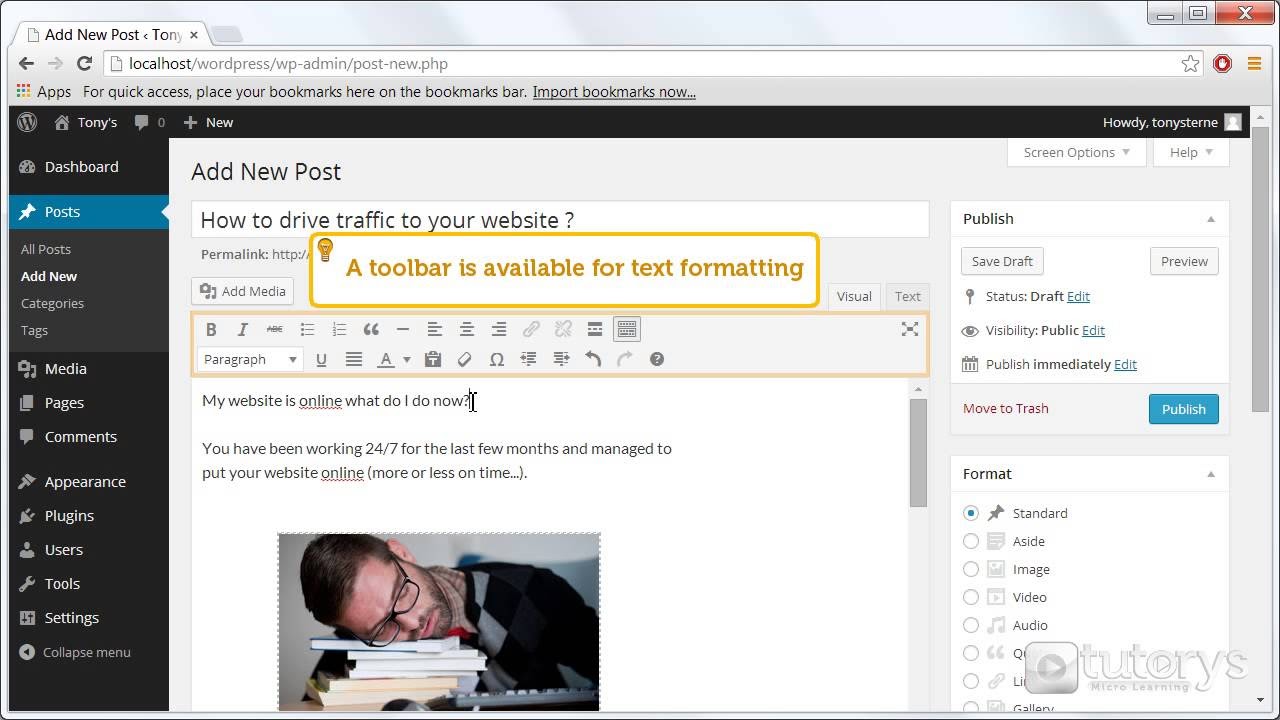 Add New Post ‹ Tony
localhost/wordpress/wp-admin/post-new.php
Apps For quick access, place your bookmarks here on the bookmarks bar. Import bookmarks now...
Tony's 0 New Howdy, tonysterne
Screen Options Help
Dashboard
Posts
All Posts
Add New
Categories
Tags
Media
Pages
Comments
Appearance
Plugins
Users
Tools
Settings
Collapse menu
Add New Post
How to drive traffic to your website ?
Permalink: http://
A toolbar is available for text formatting
Add Media
Visual Text
B I ABC
Paragraph U A Ω
My website is online what do I do now?
You have been working 24/7 for the last few months and managed to
put your website online (more or less on time...).
Publish
Save Draft Preview
Status: Draft Edit
Visibility: Public Edit
Publish immediately Edit
Move to Trash Publish
Format
Standard
Aside
Image
Video
Audio
Gallery
tutorys
Micro Learning